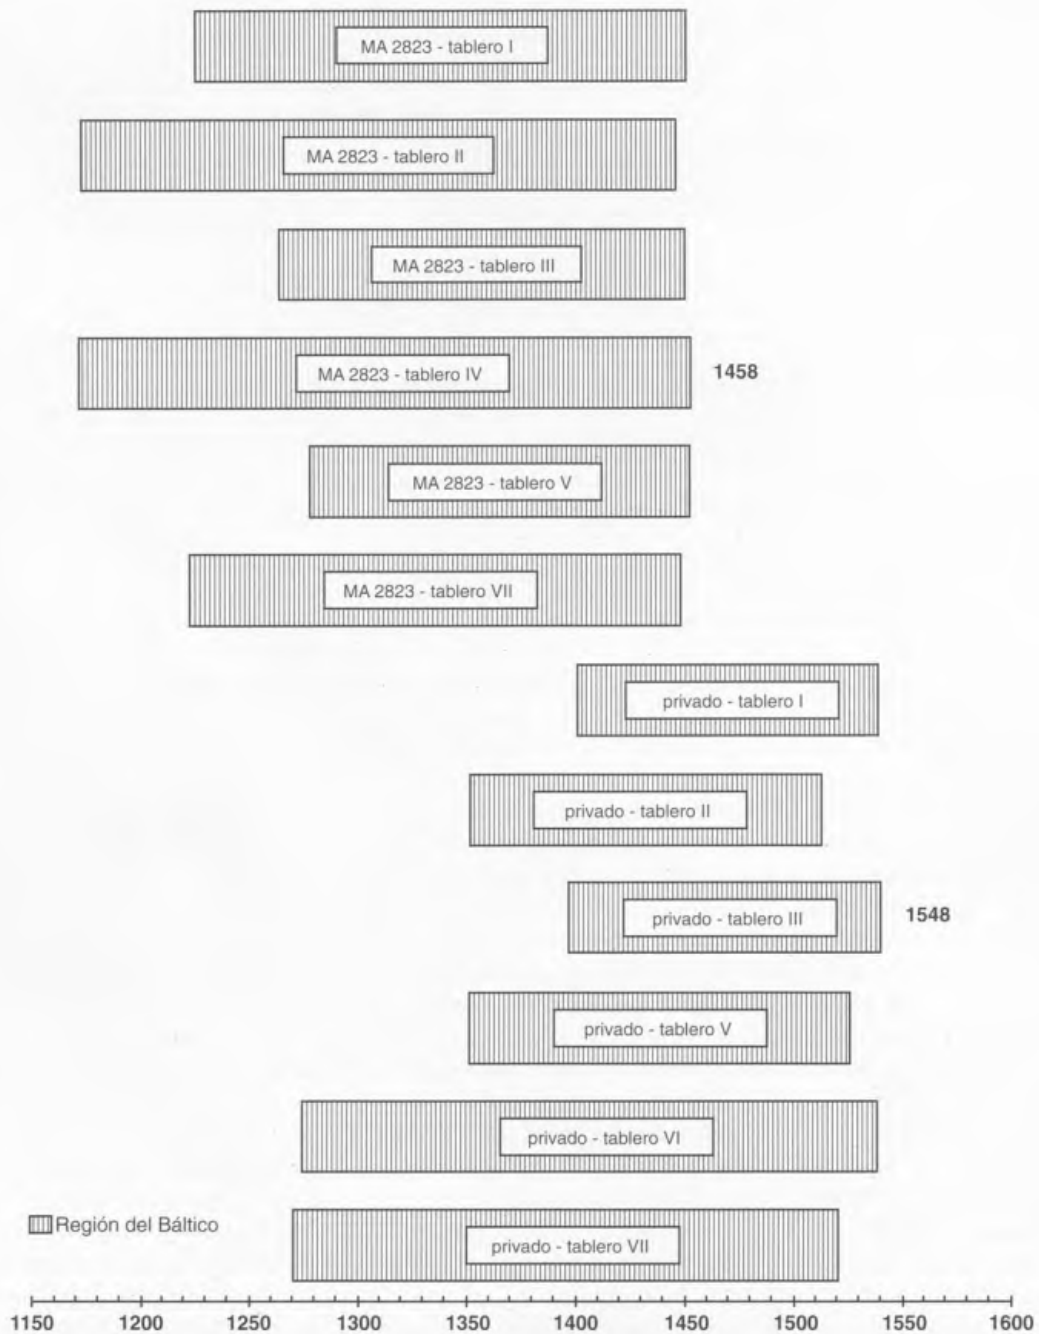 MA 2823 - tablero I
MA 2823 - tablero II
MA 2823 - tablero III
MA 2823 - tablero IV
1458
MA 2823 - tablero V
MA 2823 - tablero VII
privado - tablero I
privado - tablero II
privado - tablero III
1548
privado - tablero V
privado - tablero VI
Región del Báltico
privado - tablero VII
1150 1200 1250 1300 1350 1400 1450 1500 1550 1600